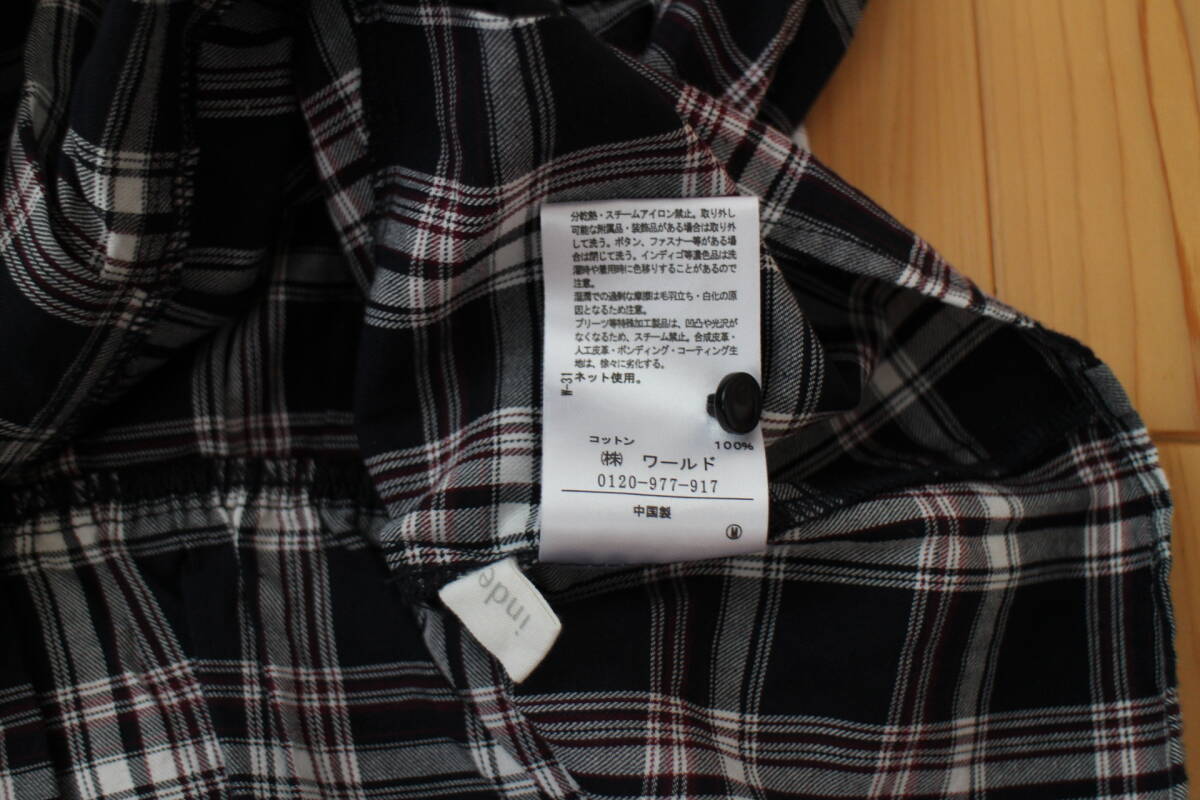 分乾熱・スチームアイロン禁止。取り外し
可能な附属品・装飾品がある場合は取り外
して洗う。ボタン、ファスナー等がある場
合は閉じて洗う。インディゴ等濃色品は洗
濯時や着用時に色移りすることがあるので
注意。
湿潤での過剰な摩擦は毛羽立ち・白化の原
因となるため注意。
プリーツ等特殊加工製品は、凹凸や光沢が
なくなるため、スチーム禁止。合成皮革・
人工皮革・ボンディング・コーティング生
地は、徐々に劣化する。
ネット使用。
W-31
コットン 100%
㈱ ワールド
0120-977-917
中国製
Ⓦ
inde